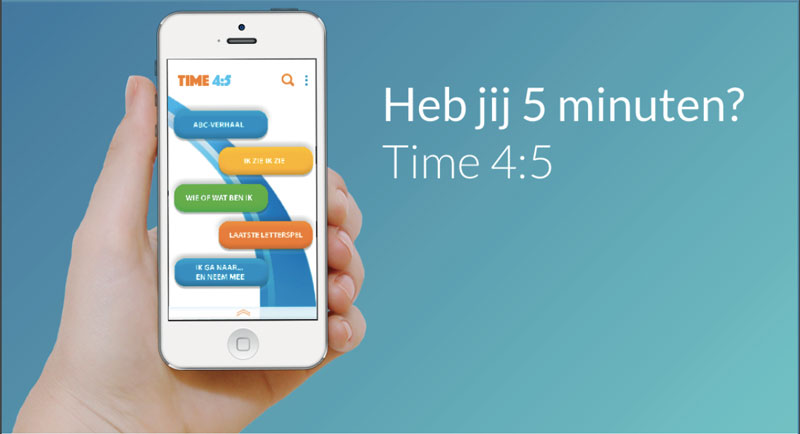 TIME 4:5
ABC-VERHAAL
IK ZIE IK ZIE
WIE OF WAT BEN IK
LAATSTE LETTERSPEL
IK GA NAAR...
EN NEEM MEE
Heb jij 5 minuten?
Time 4:5